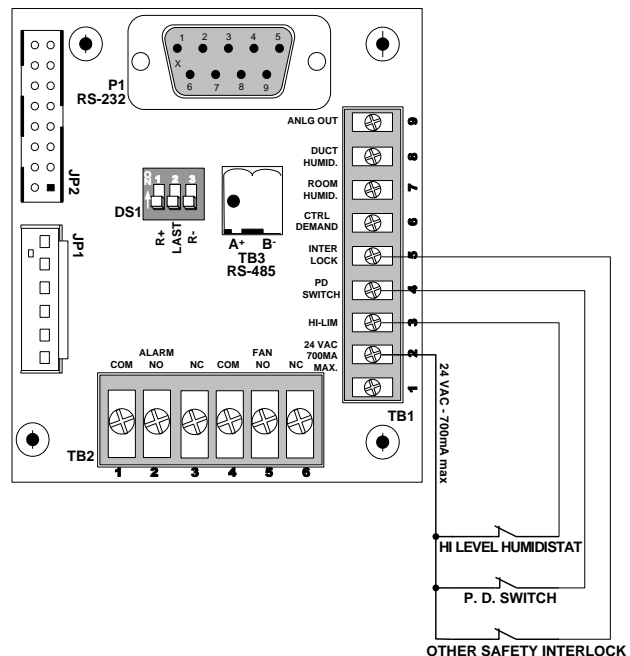 1 2 3 4 5
X
6 7 8 9
P1
RS-232
JP2
ON
1 2 3
DS1
R+
LAST
R-
A+ B-
TB3
RS-485
JP1
ANLG OUT 9
DUCT
HUMID. 8
ROOM
HUMID. 7
CTRL
DEMAND 6
INTER
LOCK 5
PD
SWITCH 4
HI-LIM 3
24 VAC
700MA
MAX. 2
1
TB1
24 VAC - 700mA max
ALARM FAN
COM NO NC COM NO NC
TB2
1 2 3 4 5 6
HI LEVEL HUMIDISTAT
P. D. SWITCH
OTHER SAFETY INTERLOCK